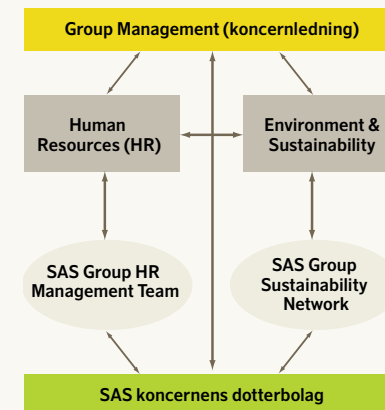 Group Management (koncernledning)
Human
Resources (HR)
Environment &
Sustainability
SAS Group HR
Management Team
SAS Group
Sustainability
Network
SAS koncernens dotterbolag